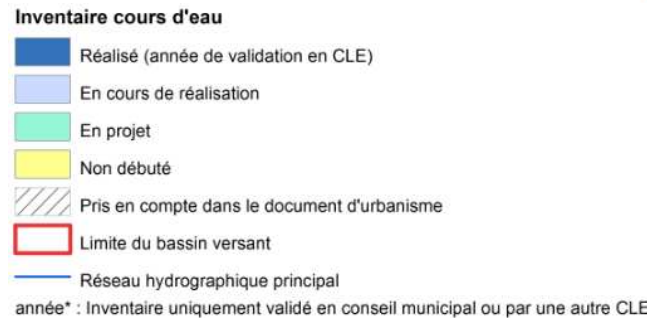 Inventaire cours d'eau
Réalisé (année de validation en CLE)
En cours de réalisation
En projet
Non débuté
Pris en compte dans le document d'urbanisme
Limite du bassin versant
Réseau hydrographique principal
année* : Inventaire uniquement validé en conseil municipal ou par une autre CLE